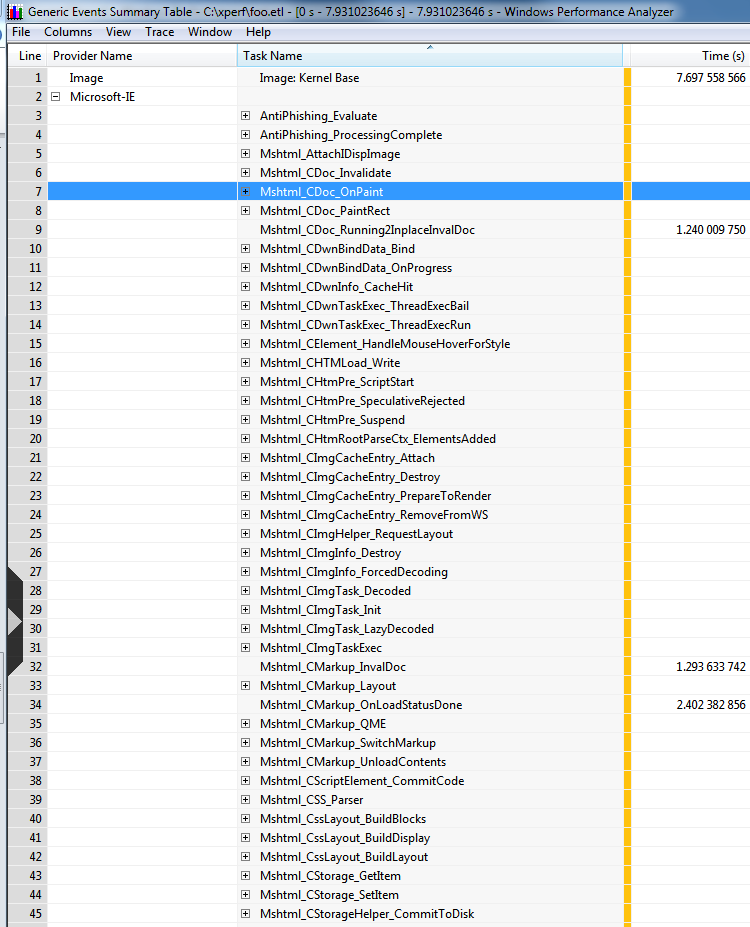 Generic Events Summary Table - C:\xperf\foo.etl - [0 s - 7.931023646 s] - 7.931023646 s - Windows Performance Analyzer
File Columns View Trace Window Help
Line Provider Name Task Name Time (s)
1 Image Image: Kernel Base 7.697 558 566
2 Microsoft-IE
3 AntiPhishing_Evaluate
4 AntiPhishing_ProcessingComplete
5 Mshtml_AttachIDispImage
6 Mshtml_CDoc_Invalidate
7 Mshtml_CDoc_OnPaint
8 Mshtml_CDoc_PaintRect
9 Mshtml_CDoc_Running2InplaceInvalDoc 1.240 009 750
10 Mshtml_CDwnBindData_Bind
11 Mshtml_CDwnBindData_OnProgress
12 Mshtml_CDwnInfo_CacheHit
13 Mshtml_CDwnTaskExec_ThreadExecBail
14 Mshtml_CDwnTaskExec_ThreadExecRun
15 Mshtml_CElement_HandleMouseHoverForStyle
16 Mshtml_CHTMLoad_Write
17 Mshtml_CHtmPre_ScriptStart
18 Mshtml_CHtmPre_SpeculativeRejected
19 Mshtml_CHtmPre_Suspend
20 Mshtml_CHtmRootParseCtx_ElementsAdded
21 Mshtml_CImgCacheEntry_Attach
22 Mshtml_CImgCacheEntry_Destroy
23 Mshtml_CImgCacheEntry_PrepareToRender
24 Mshtml_CImgCacheEntry_RemoveFromWS
25 Mshtml_CImgHelper_RequestLayout
26 Mshtml_CImgInfo_Destroy
27 Mshtml_CImgInfo_ForcedDecoding
28 Mshtml_CImgTask_Decoded
29 Mshtml_CImgTask_Init
30 Mshtml_CImgTask_LazyDecoded
31 Mshtml_CImgTaskExec
32 Mshtml_CMarkup_InvalDoc 1.293 633 742
33 Mshtml_CMarkup_Layout
34 Mshtml_CMarkup_OnLoadStatusDone 2.402 382 856
35 Mshtml_CMarkup_QME
36 Mshtml_CMarkup_SwitchMarkup
37 Mshtml_CMarkup_UnloadContents
38 Mshtml_CScriptElement_CommitCode
39 Mshtml_CSS_Parser
40 Mshtml_CssLayout_BuildBlocks
41 Mshtml_CssLayout_BuildDisplay
42 Mshtml_CssLayout_BuildLayout
43 Mshtml_CStorage_GetItem
44 Mshtml_CStorage_SetItem
45 Mshtml_CStorageHelper_CommitToDisk